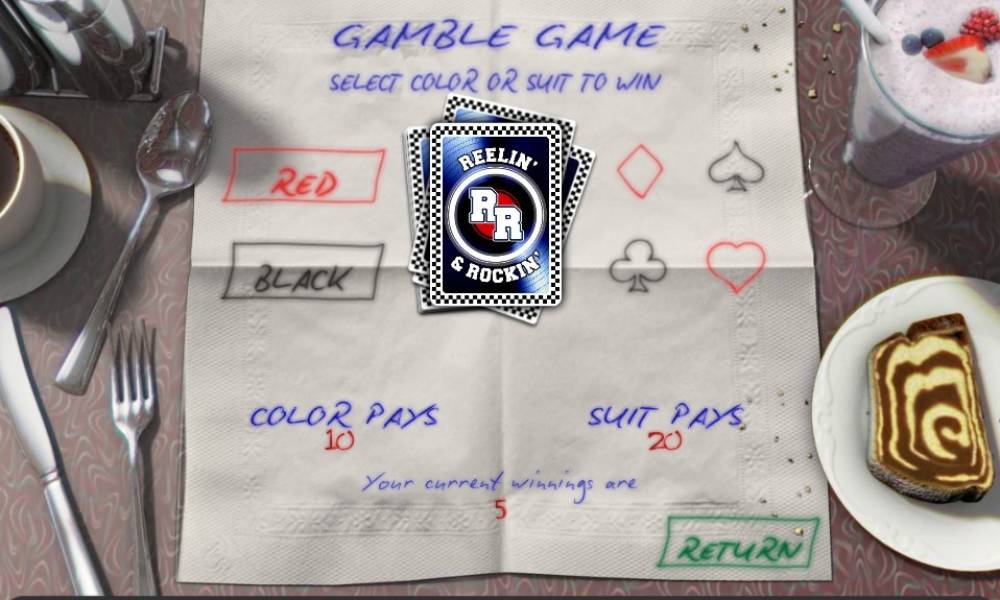 GAMBLE GAME
SELECT COLOR OR SUIT TO WIN
RED
BLACK
REELIN'
RR
& ROCKIN'
COLOR PAYS
10
SUIT PAYS
20
Your current winnings are
5
RETURN